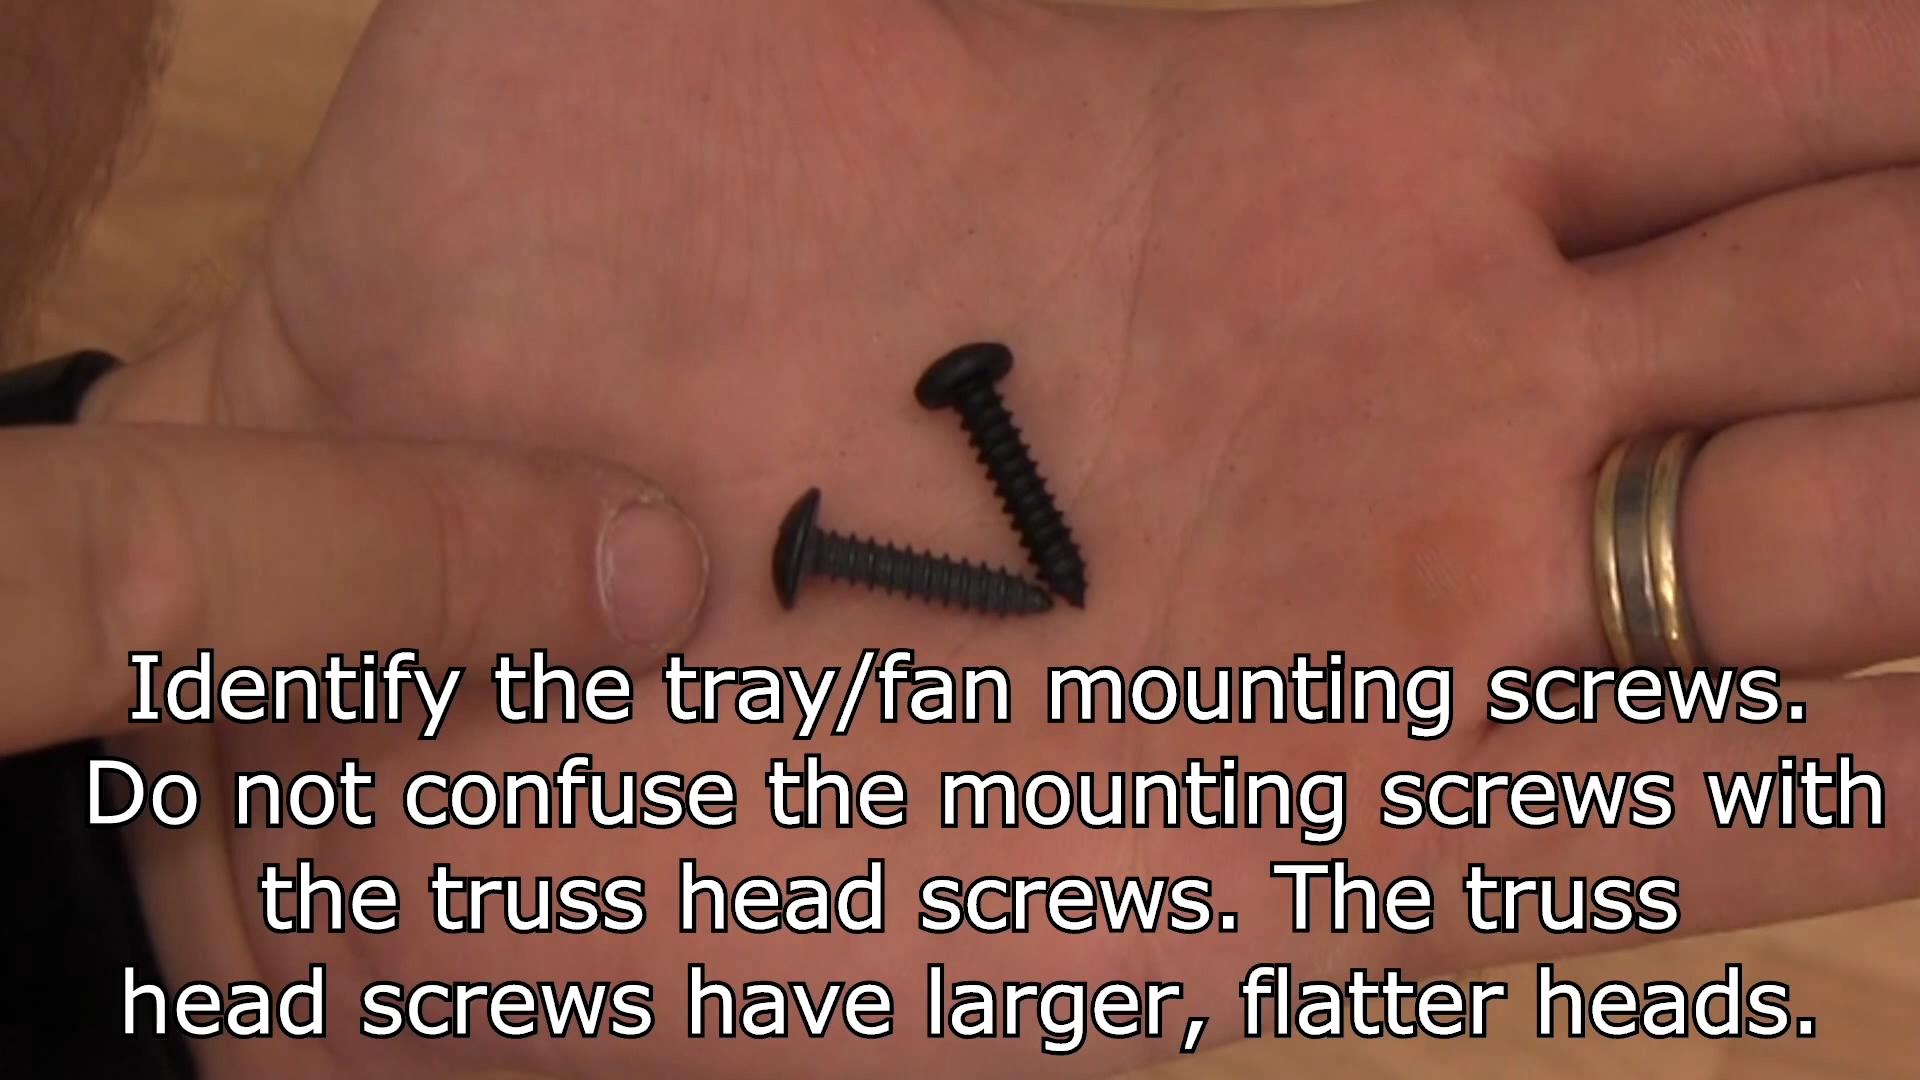 Identify the tray/fan mounting screws.
Do not confuse the mounting screws with
the truss head screws. The truss
head screws have larger, flatter heads.